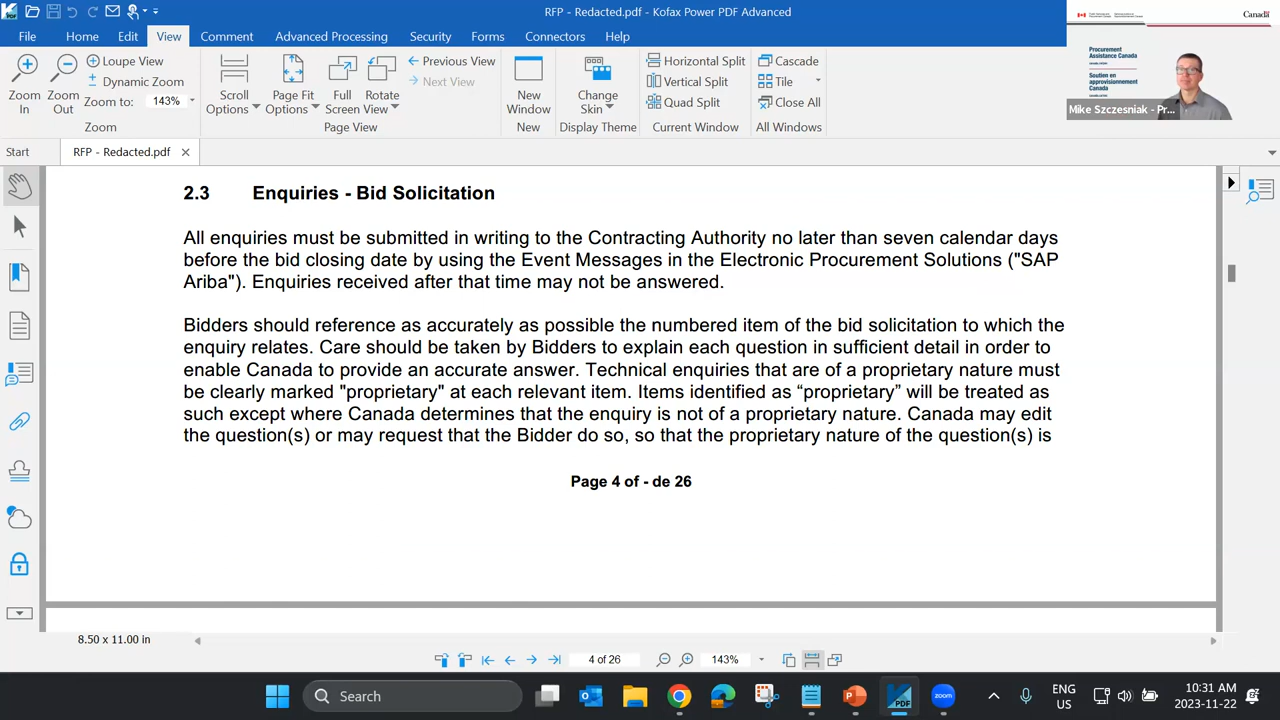 RFP - Redacted.pdf - Kofax Power PDF Advanced
File Home Edit View Comment Advanced Processing Security Forms Connectors Help
Zoom In
Zoom Out
Loupe View
Dynamic Zoom
Zoom to: 143%
Zoom
Scroll Options
Page Fit Options
Full Screen
Rotate View
Previous View
Next View
Page View
New Window
New
Change Skin
Display Theme
Horizontal Split
Vertical Split
Quad Split
Current Window
Cascade
Tile
Close All
All Windows
Canada
Procurement
Assistance Canada
Soutien en
approvisionnement
Canada
Mike Szczesniak - Pr...
Start RFP - Redacted.pdf
2.3 Enquiries - Bid Solicitation
All enquiries must be submitted in writing to the Contracting Authority no later than seven calendar days
before the bid closing date by using the Event Messages in the Electronic Procurement Solutions ("SAP
Ariba"). Enquiries received after that time may not be answered.
Bidders should reference as accurately as possible the numbered item of the bid solicitation to which the
enquiry relates. Care should be taken by Bidders to explain each question in sufficient detail in order to
enable Canada to provide an accurate answer. Technical enquiries that are of a proprietary nature must
be clearly marked "proprietary" at each relevant item. Items identified as “proprietary” will be treated as
such except where Canada determines that the enquiry is not of a proprietary nature. Canada may edit
the question(s) or may request that the Bidder do so, so that the proprietary nature of the question(s) is
Page 4 of - de 26
8.50 x 11.00 in
4 of 26
143%
Search
PDF
zoom
ENG
US
10:31 AM
2023-11-22